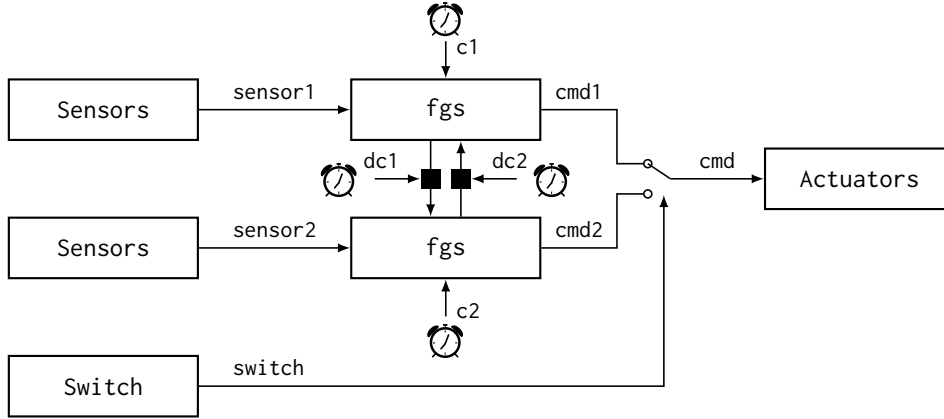 c1
Sensors
sensor1
fgs
cmd1
dc1
dc2
cmd
Actuators
Sensors
sensor2
fgs
cmd2
c2
Switch
switch